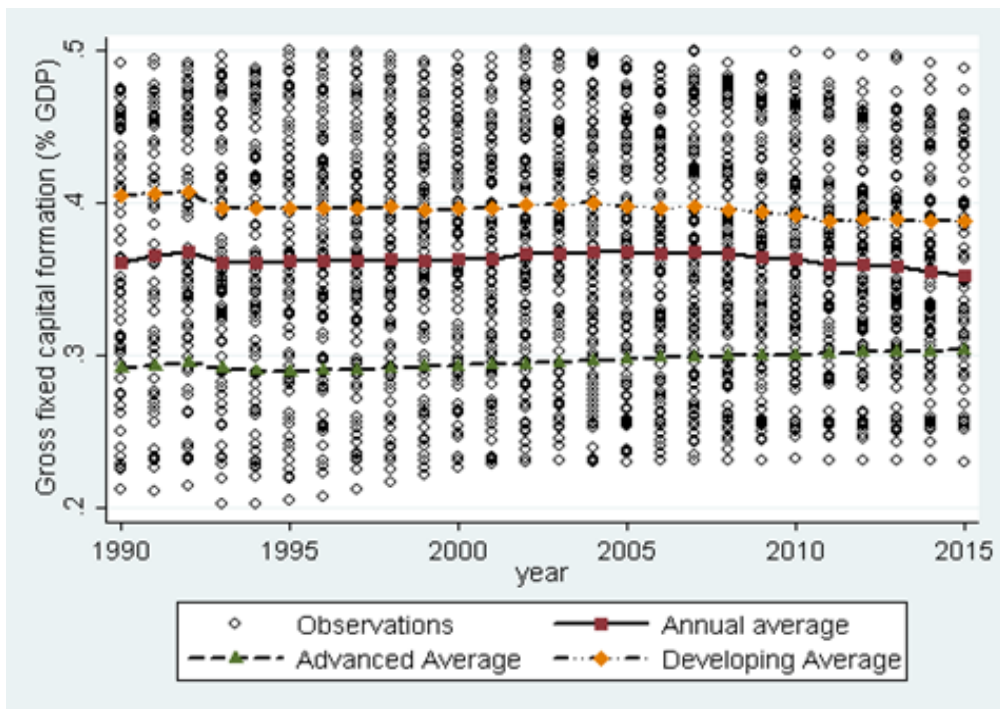 Gross fixed capital formation (% GDP)
.5
.4
.3
.2
1990 1995 2000 2005 2010 2015
year
Observations Annual average
Advanced Average Developing Average